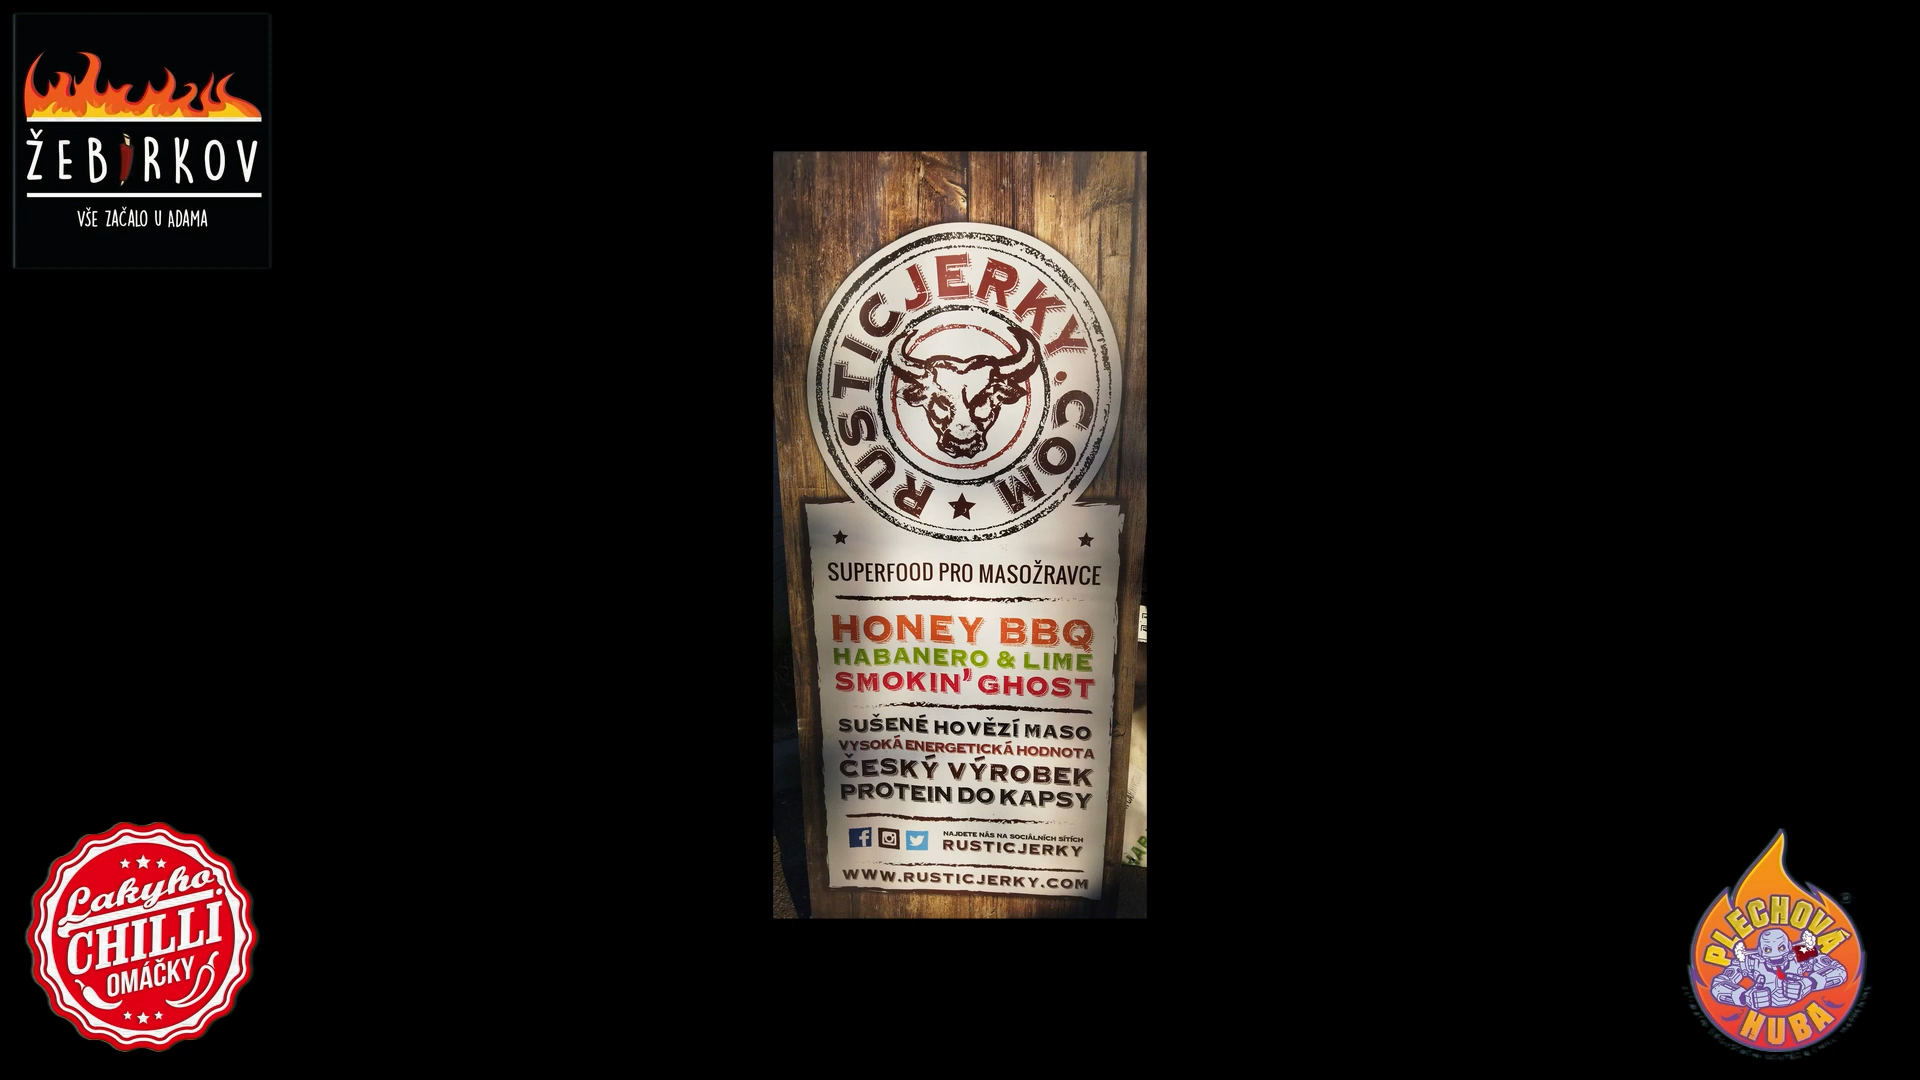 ŽEBIRKOV
VŠE ZAČALO U ADAMA
RUSTICJERKY.COM
SUPERFOOD PRO MASOŽRAVCE
HONEY BBQ
HABANERO & LIME
SMOKIN' GHOST
SUŠENÉ HOVĚZÍ MASO
VYSOKÁ ENERGETICKÁ HODNOTA
ČESKÝ VÝROBEK
PROTEIN DO KAPSY
NAJDETE NÁS NA SOCIÁLNÍCH SÍTÍCH
RUSTICJERKY
WWW.RUSTICJERKY.COM
Lakyho
CHILLI
OMÁČKY
PLECHOVÁ
HUBA